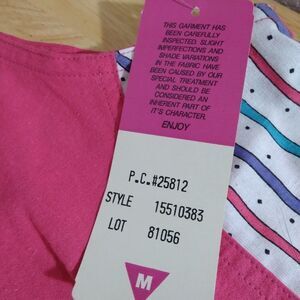 THIS GARMENT HAS
BEEN CAREFULLY
INSPECTED. SLIGHT
IMPERFECTIONS AND
SHADE VARIATIONS
IN THE FABRIC HAVE
BEEN CAUSED BY OUR
SPECIAL TREATMENT
AND SHOULD BE
CONSIDERED AN
INHERENT PART OF
IT'S CHARACTER.
ENJOY
P.C.#25812
STYLE 15510383
LOT 81056
M